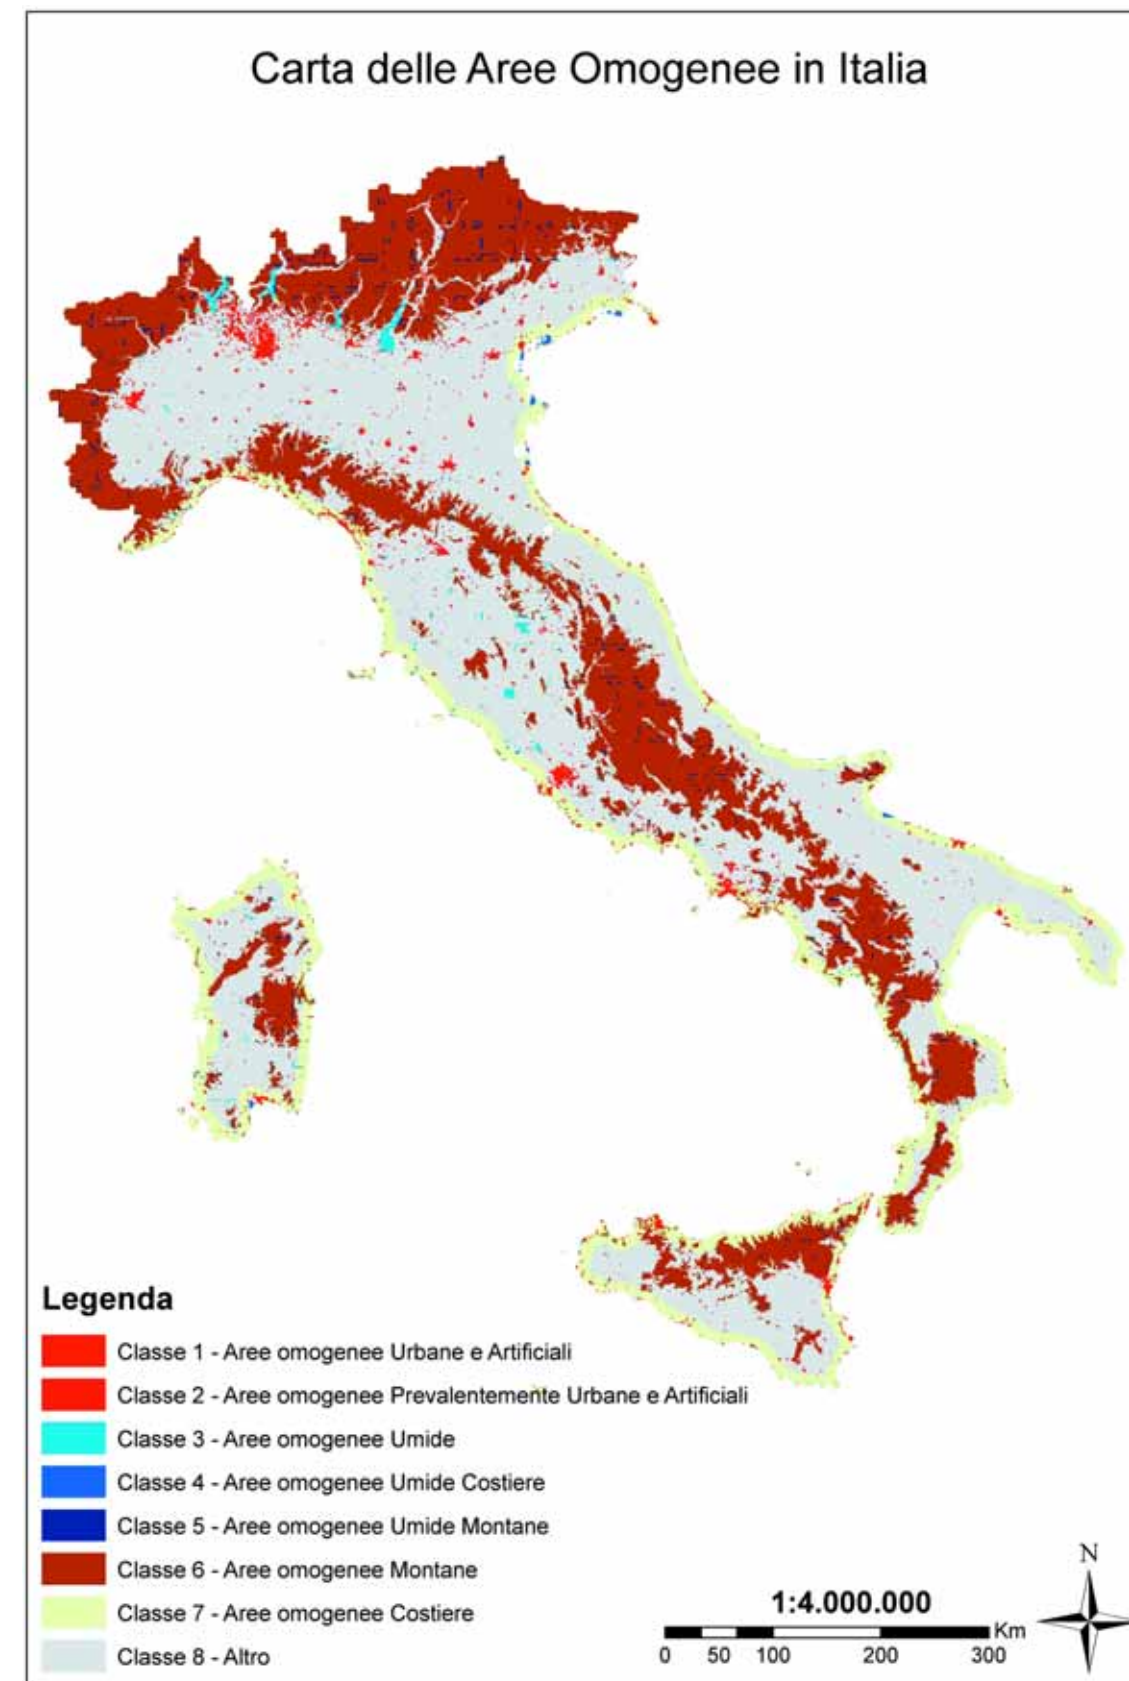 Carta delle Aree Omogenee in Italia
Legenda
Classe 1 - Aree omogenee Urbane e Artificiali
Classe 2 - Aree omogenee Prevalentemente Urbane e Artificiali
Classe 3 - Aree omogenee Umide
Classe 4 - Aree omogenee Umide Costiere
Classe 5 - Aree omogenee Umide Montane
Classe 6 - Aree omogenee Montane
Classe 7 - Aree omogenee Costiere
Classe 8 - Altro
N
1:4.000.000
Km
0 50 100 200 300